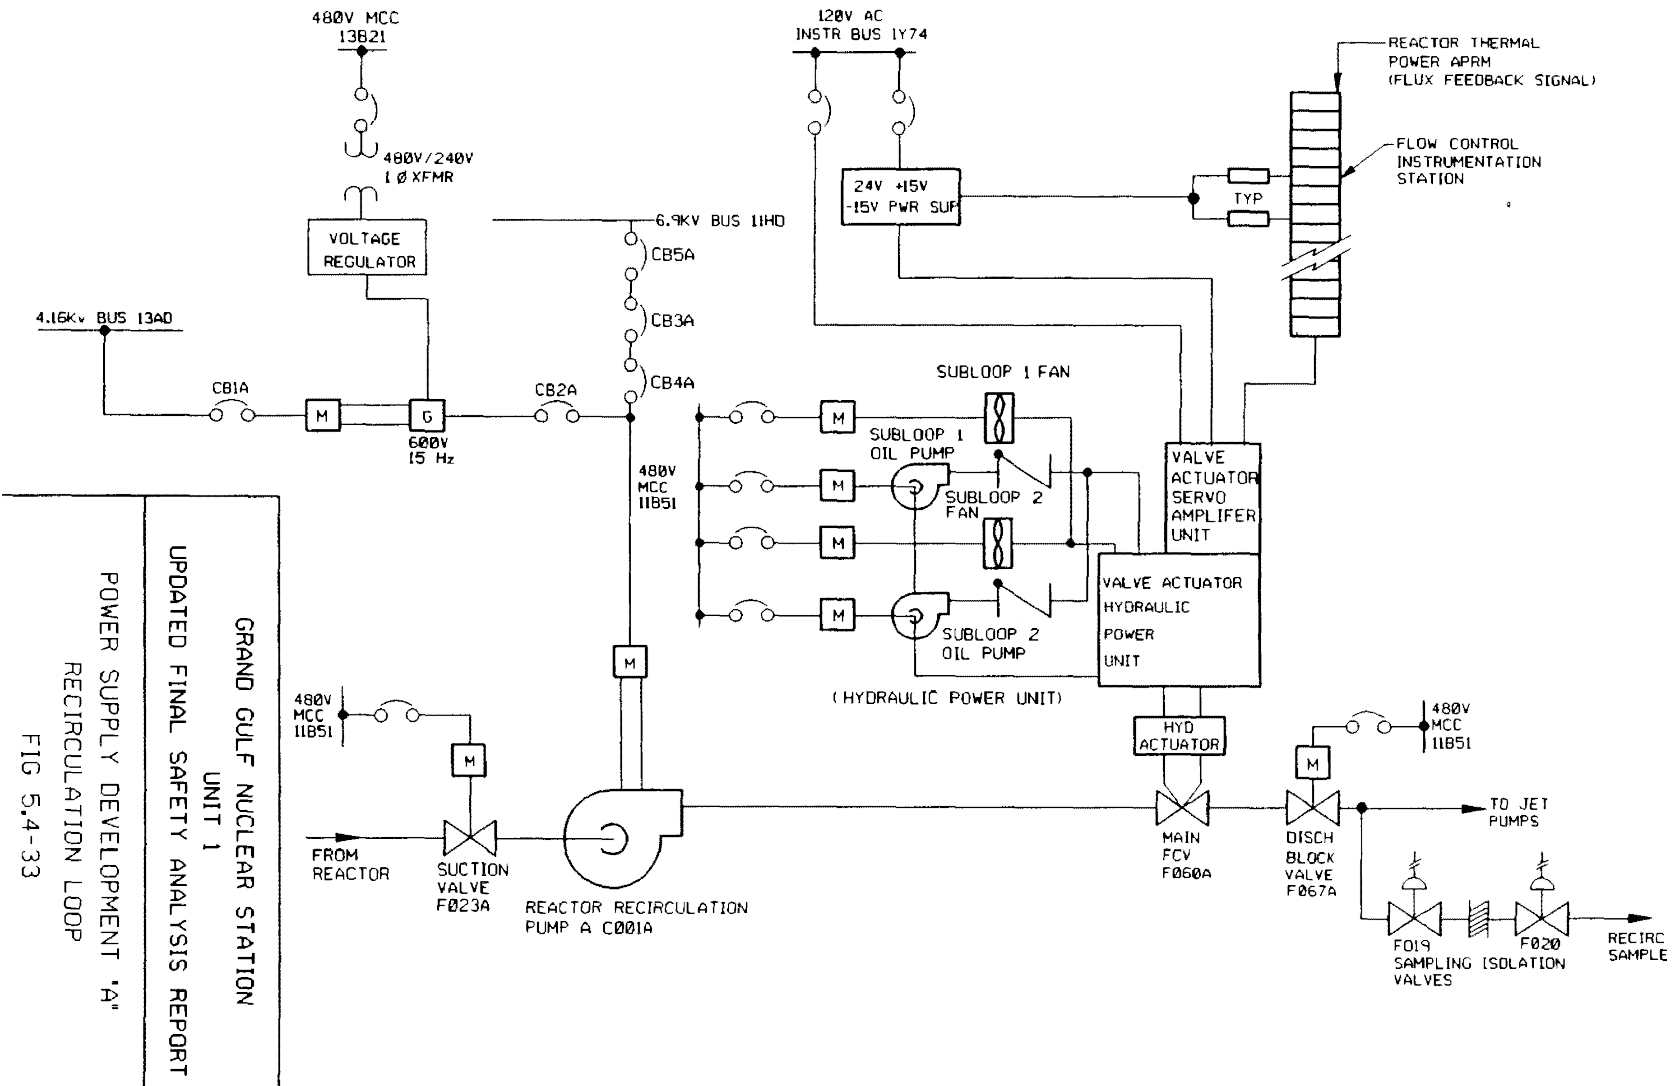 480V MCC
13B21
480V/240V
1 Ø XFMR
VOLTAGE
REGULATOR
4.16Kv BUS 13AD
CB1A
M
G
600V
15 Hz
CB2A
6.9KV BUS 11HD
CB5A
CB3A
CB4A
120V AC
INSTR BUS 1Y74
24V +15V
-15V PWR SUP
TYP
REACTOR THERMAL
POWER APRM
(FLUX FEEDBACK SIGNAL)
FLOW CONTROL
INSTRUMENTATION
STATION
480V
MCC
11B51
M
M
M
M
SUBLOOP 1 FAN
SUBLOOP 1
OIL PUMP
SUBLOOP 2
FAN
SUBLOOP 2
OIL PUMP
(HYDRAULIC POWER UNIT)
VALVE
ACTUATOR
SERVO
AMPLIFER
UNIT
VALVE ACTUATOR
HYDRAULIC
POWER
UNIT
HYD
ACTUATOR
M
480V
MCC
11B51
M
FROM
REACTOR
SUCTION
VALVE
F023A
REACTOR RECIRCULATION
PUMP A C001A
MAIN
FCV
F060A
M
480V
MCC
11B51
DISCH
BLOCK
VALVE
F067A
TO JET
PUMPS
F019
F020
SAMPLING ISOLATION
VALVES
RECIRC
SAMPLE
GRAND GULF NUCLEAR STATION
UNIT 1
UPDATED FINAL SAFETY ANALYSIS REPORT
POWER SUPPLY DEVELOPMENT "A"
RECIRCULATION LOOP
FIG 5.4-33